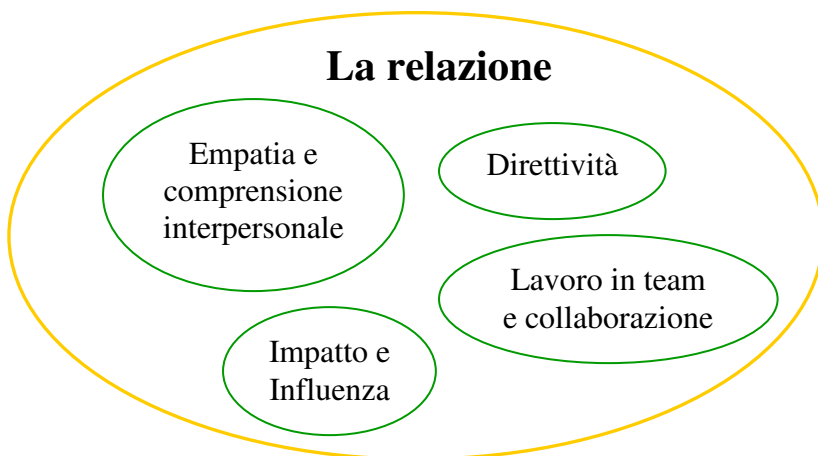 La relazione
Empatia e
comprensione
interpersonale
Direttività
Lavoro in team
e collaborazione
Impatto e
Influenza